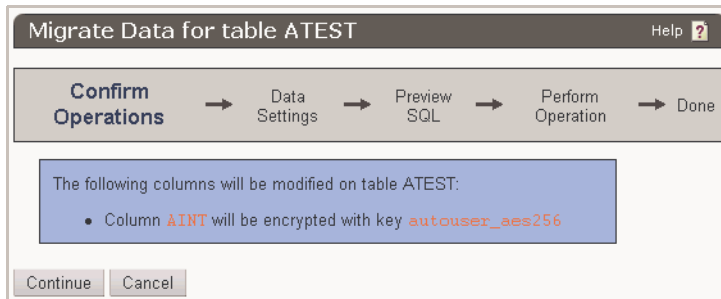 Migrate Data for table ATEST
Help ?
Confirm Operations
Data Settings
Preview SQL
Perform Operation
Done
The following columns will be modified on table ATEST:
• Column AINT will be encrypted with key autouser_aes256
Continue
Cancel